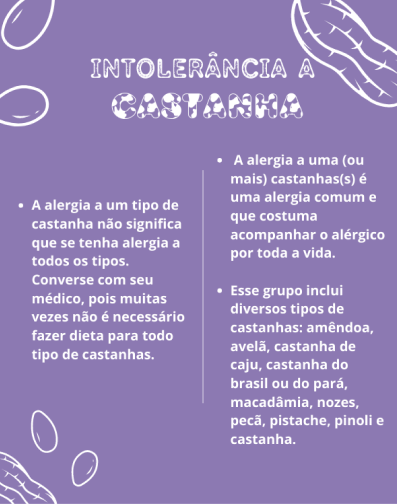 INTOLERÂNCIA A
CASTANHA
• A alergia a um tipo de
castanha não significa
que se tenha alergia a
todos os tipos.
Converse com seu
médico, pois muitas
vezes não é necessário
fazer dieta para todo
tipo de castanhas.
• A alergia a uma (ou
mais) castanhas(s) é
uma alergia comum e
que costuma
acompanhar o alérgico
por toda a vida.
• Esse grupo inclui
diversos tipos de
castanhas: amêndoa,
avelã, castanha de
caju, castanha do
brasil ou do pará,
macadâmia, nozes,
pecã, pistache, pinoli e
castanha.